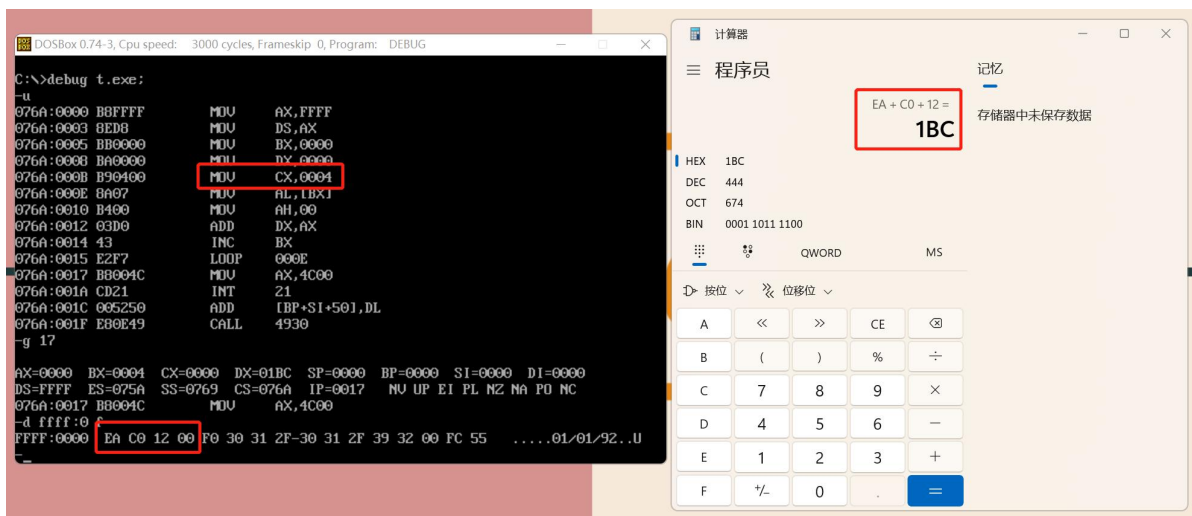 DOSBox 0.74-3, Cpu speed: 3000 cycles, Frameskip 0, Program: DEBUG
C:\>debug t.exe;
-u
076A:0000 B8FFFF MOV AX,FFFF
076A:0003 8ED8 MOV DS,AX
076A:0005 BB0000 MOV BX,0000
076A:0008 BA0000 MOV DX,0000
076A:000B B90400 MOV CX,0004
076A:000E 8A07 MOV AL,[BX]
076A:0010 B400 MOV AH,00
076A:0012 03D0 ADD DX,AX
076A:0014 43 INC BX
076A:0015 E2F7 LOOP 000E
076A:0017 B8004C MOV AX,4C00
076A:001A CD21 INT 21
076A:001C 005250 ADD [BP+SI+50],DL
076A:001F E80E49 CALL 4930
-g 17
AX=0000 BX=0004 CX=0000 DX=01BC SP=0000 BP=0000 SI=0000 DI=0000
DS=FFFF ES=075A SS=0769 CS=076A IP=0017 NV UP EI PL NZ NA PO NC
076A:0017 B8004C MOV AX,4C00
-d ffff:0 f
FFFF:0000 EA C0 12 00 F0 30 31 2F-30 31 2F 39 32 00 FC 55 .....01/01/92..U
-
计算器
程序员
EA + C0 + 12 =
1BC
HEX 1BC
DEC 444
OCT 674
BIN 0001 1011 1100
QWORD MS
按位 位移位
A << >> CE
B ( ) % ÷
C 7 8 9 ×
D 4 5 6 −
E 1 2 3 +
F +/- 0 . =
记忆
存储器中未保存数据